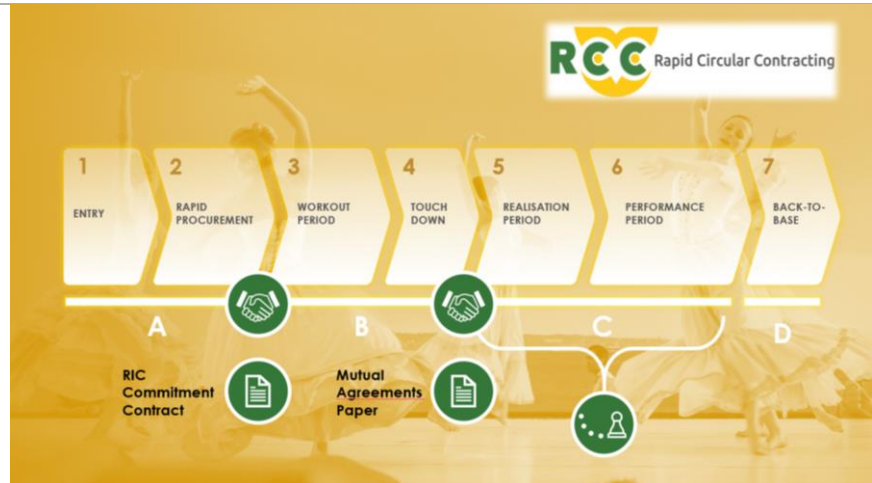 RCC Rapid Circular Contracting
1
2
3
4
5
6
7
ENTRY
RAPID
PROCUREMENT
WORKOUT
PERIOD
TOUCH
DOWN
REALISATION
PERIOD
PERFORMANCE
PERIOD
BACK-TO-
BASE
A
B
C
D
RIC
Commitment
Contract
Mutual
Agreements
Paper